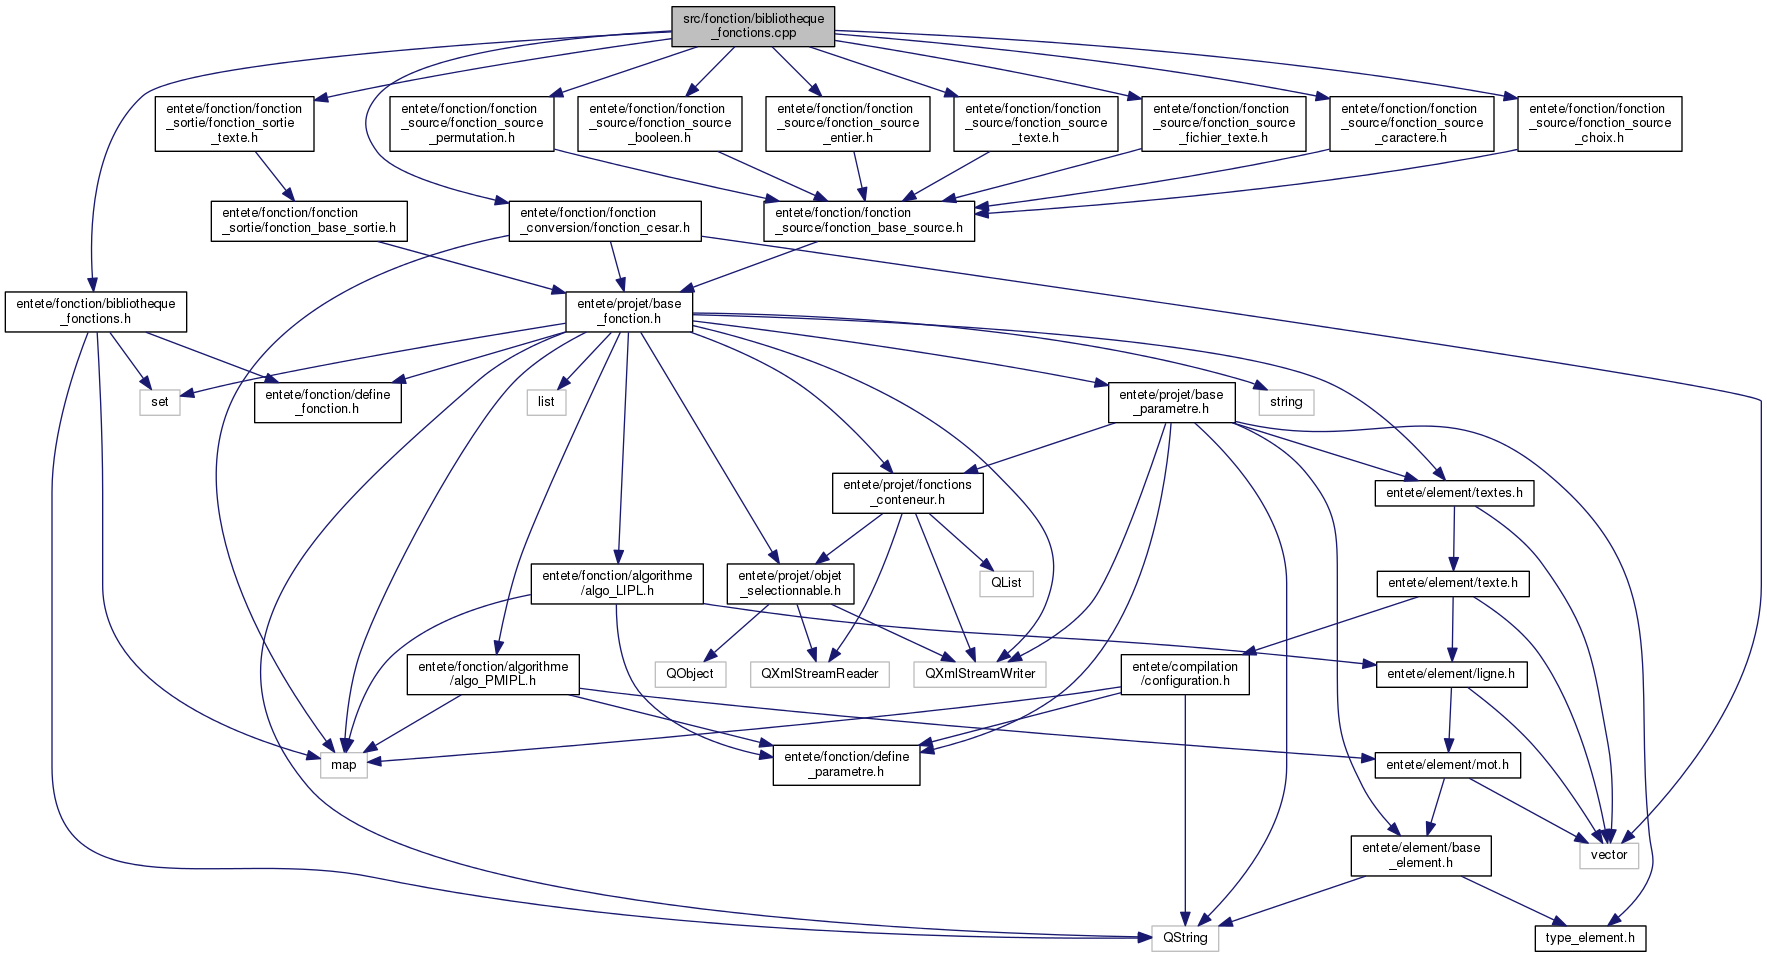 src/fonction/bibliotheque
_fonctions.cpp
entete/fonction/fonction
_sortie/fonction_sortie
_texte.h
entete/fonction/fonction
_source/fonction_source
_permutation.h
entete/fonction/fonction
_source/fonction_source
_booleen.h
entete/fonction/fonction
_source/fonction_source
_entier.h
entete/fonction/fonction
_source/fonction_source
_texte.h
entete/fonction/fonction
_source/fonction_source
_fichier_texte.h
entete/fonction/fonction
_source/fonction_source
_caractere.h
entete/fonction/fonction
_source/fonction_source
_choix.h
entete/fonction/fonction
_sortie/fonction_base_sortie.h
entete/fonction/fonction
_conversion/fonction_cesar.h
entete/fonction/fonction
_source/fonction_base_source.h
entete/fonction/bibliotheque
_fonctions.h
entete/projet/base
_fonction.h
set
entete/fonction/define
_fonction.h
list
entete/projet/base
_parametre.h
string
entete/projet/fonctions
_conteneur.h
entete/element/textes.h
entete/fonction/algorithme
/algo_LIPL.h
entete/projet/objet
_selectionnable.h
QList
entete/element/texte.h
entete/fonction/algorithme
/algo_PMIPL.h
QObject
QXmlStreamReader
QXmlStreamWriter
entete/compilation
/configuration.h
entete/element/ligne.h
map
entete/fonction/define
_parametre.h
entete/element/mot.h
entete/element/base
_element.h
vector
QString
type_element.h